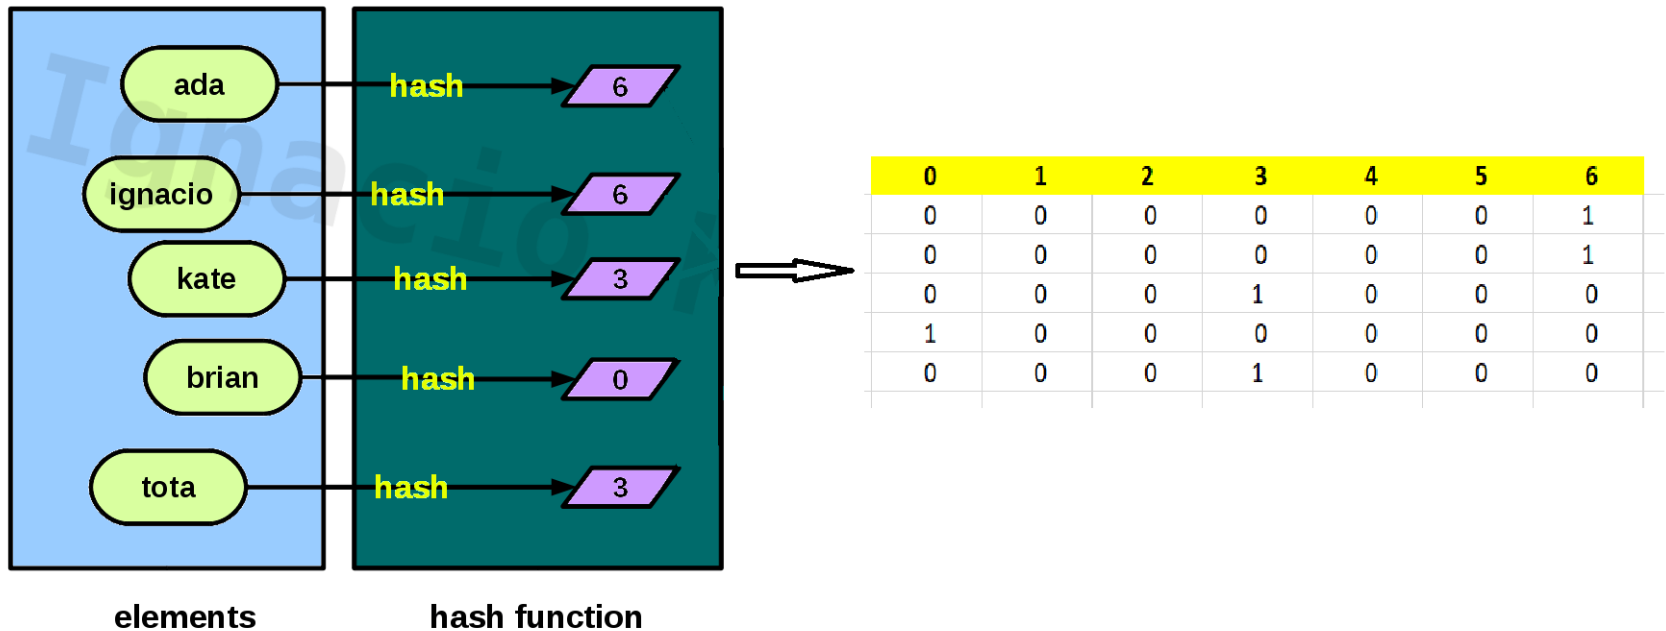 ada hash 6
ignacio hash 6
kate hash 3
brian hash 0
tota hash 3
elements hash function
0 1 2 3 4 5 6
0 0 0 0 0 0 1
0 0 0 0 0 0 1
0 0 0 1 0 0 0
1 0 0 0 0 0 0
0 0 0 1 0 0 0
Ignacio